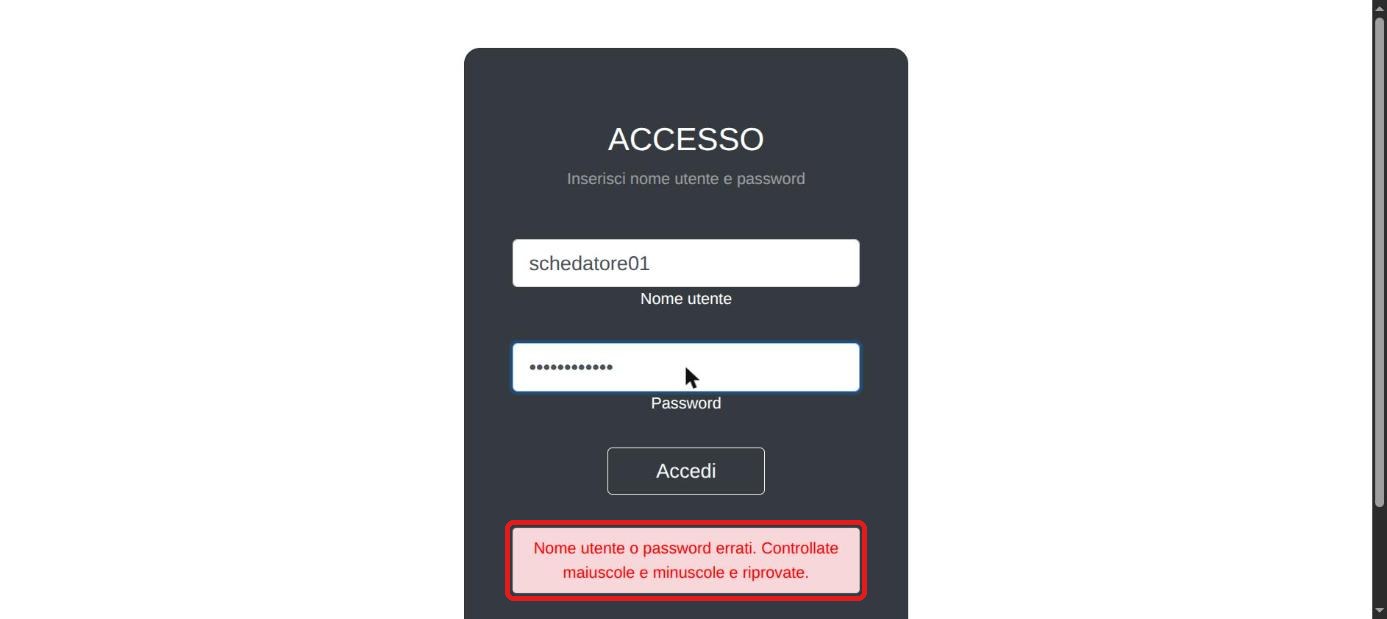 ACCESSO
Inserisci nome utente e password
schedatore01
Nome utente
••••••••••••
Password
Accedi
Nome utente o password errati. Controllate
maiuscole e minuscole e riprovate.